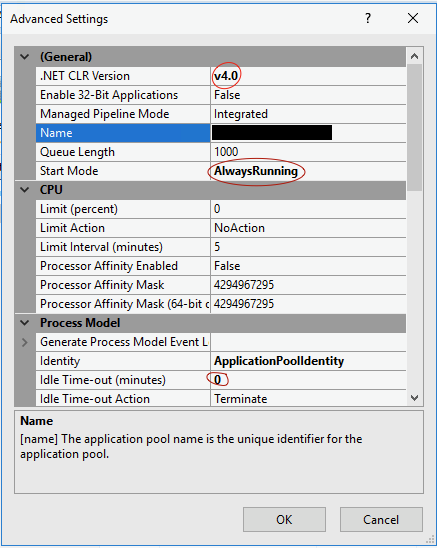 Advanced Settings
(General)
.NET CLR Version v4.0
Enable 32-Bit Applications False
Managed Pipeline Mode Integrated
Name
Queue Length 1000
Start Mode AlwaysRunning
CPU
Limit (percent) 0
Limit Action NoAction
Limit Interval (minutes) 5
Processor Affinity Enabled False
Processor Affinity Mask 4294967295
Processor Affinity Mask (64-bit c 4294967295
Process Model
Generate Process Model Event L
Identity ApplicationPoolIdentity
Idle Time-out (minutes) 0
Idle Time-out Action Terminate
Name
[name] The application pool name is the unique identifier for the
application pool.
OK Cancel